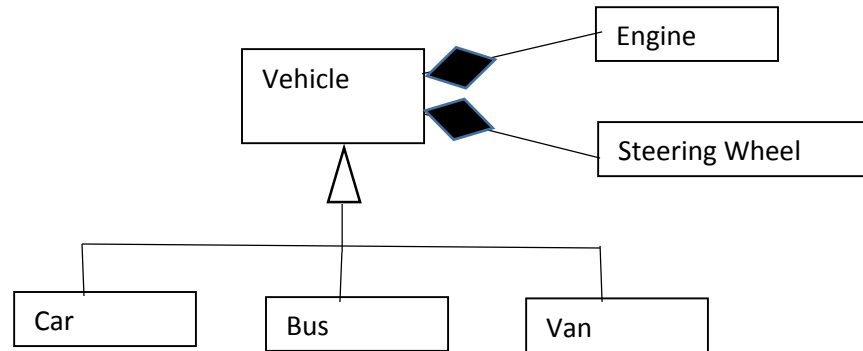 Engine
Vehicle
Steering Wheel
Car
Bus
Van